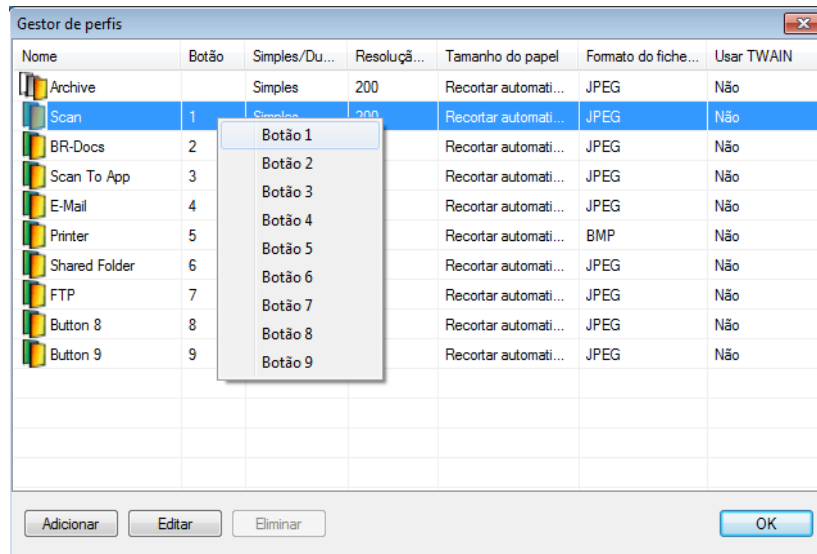 Gestor de perfis
Nome Botão Simples/Du... Resoluçã... Tamanho do papel Formato do fiche... Usar TWAIN
Archive Simples 200 Recortar automati... JPEG Não
Scan 1 Simples 200 Recortar automati... JPEG Não
BR-Docs 2 Recortar automati... JPEG Não
Scan To App 3 Recortar automati... JPEG Não
E-Mail 4 Recortar automati... JPEG Não
Printer 5 Recortar automati... BMP Não
Shared Folder 6 Recortar automati... JPEG Não
FTP 7 Recortar automati... JPEG Não
Button 8 8 Recortar automati... JPEG Não
Button 9 9 Recortar automati... JPEG Não
Botão 1
Botão 2
Botão 3
Botão 4
Botão 5
Botão 6
Botão 7
Botão 8
Botão 9
Adicionar Editar Eliminar OK